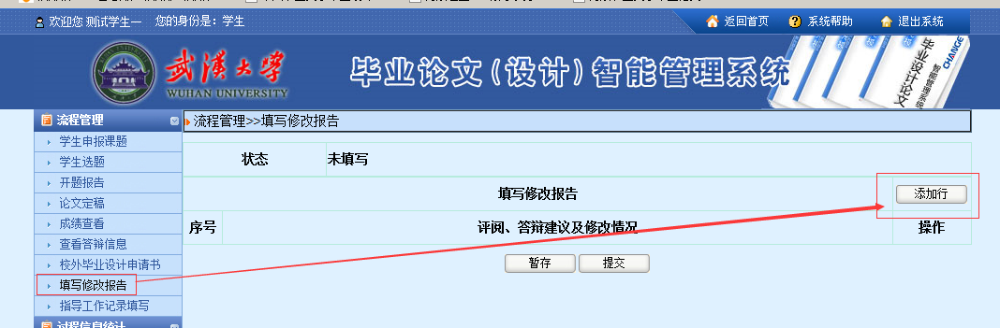 欢迎您 测试学生一 您的身份是：学生
返回首页 系统帮助 退出系统
武汉大学
WUHAN UNIVERSITY
毕业论文(设计)智能管理系统
CHANGE
智能管理系统
毕业设计论文
流程管理
学生申报课题
学生选题
开题报告
论文定稿
成绩查看
查看答辩信息
校外毕业设计申请书
填写修改报告
指导工作记录填写
过程信息统计
流程管理>>填写修改报告
状态 未填写
填写修改报告 添加行
序号 评阅、答辩建议及修改情况 操作
暂存 提交